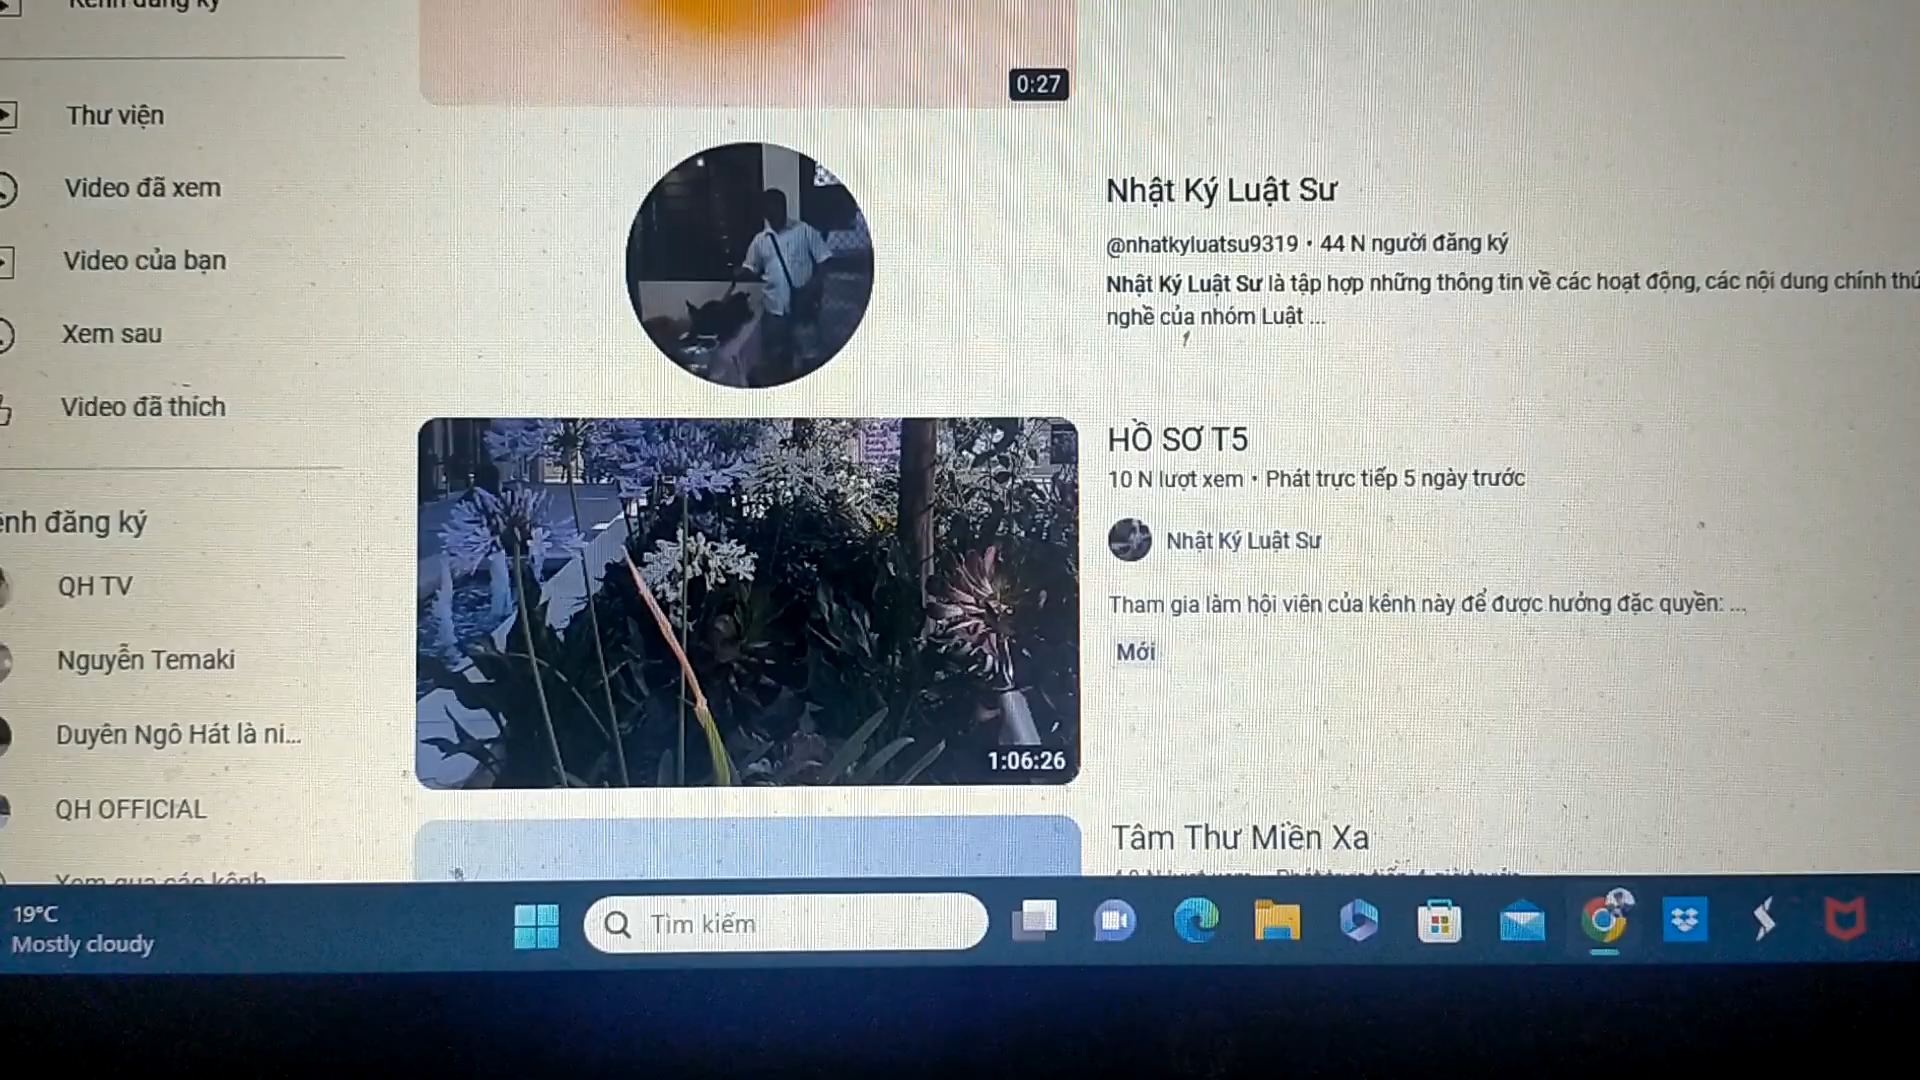 0:27
Thư viện
Video đã xem
Video của bạn
Xem sau
Video đã thích
QH TV
Nguyễn Temaki
Duyên Ngô Hát là ni...
QH OFFICIAL
Nhật Ký Luật Sư
@nhatkyluatsu9319 • 44 N người đăng ký
Nhật Ký Luật Sư là tập hợp những thông tin về các hoạt động, các nội dung chính
nghề của nhóm Luật ...
HỒ SƠ T5
10 N lượt xem • Phát trực tiếp 5 ngày trước
Nhật Ký Luật Sư
Tham gia làm hội viên của kênh này để được hưởng đặc quyền: ...
Mới
1:06:26
Tâm Thư Miền Xa
19°C
Mostly cloudy
Tìm kiếm